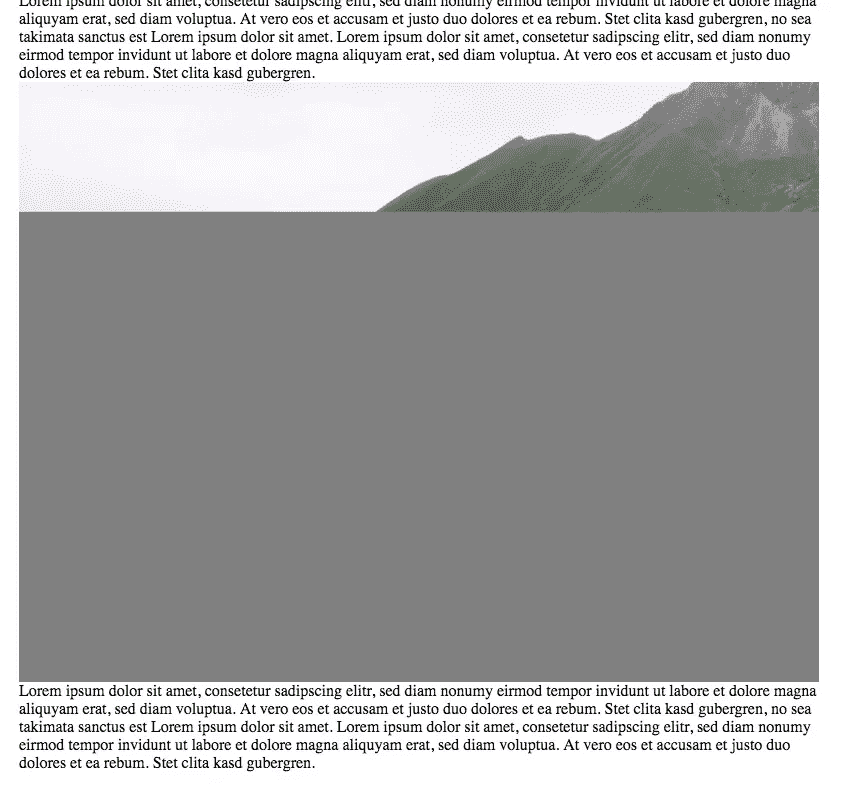 Lorem ipsum dolor sit amet, consetetur sadipscing elitr, sed diam nonumy eirmod tempor invidunt ut labore et dolore magna
aliquyam erat, sed diam voluptua. At vero eos et accusam et justo duo dolores et ea rebum. Stet clita kasd gubergren, no sea
takimata sanctus est Lorem ipsum dolor sit amet. Lorem ipsum dolor sit amet, consetetur sadipscing elitr, sed diam nonumy
eirmod tempor invidunt ut labore et dolore magna aliquyam erat, sed diam voluptua. At vero eos et accusam et justo duo
dolores et ea rebum. Stet clita kasd gubergren.
Lorem ipsum dolor sit amet, consetetur sadipscing elitr, sed diam nonumy eirmod tempor invidunt ut labore et dolore magna
aliquyam erat, sed diam voluptua. At vero eos et accusam et justo duo dolores et ea rebum. Stet clita kasd gubergren, no sea
takimata sanctus est Lorem ipsum dolor sit amet. Lorem ipsum dolor sit amet, consetetur sadipscing elitr, sed diam nonumy
eirmod tempor invidunt ut labore et dolore magna aliquyam erat, sed diam voluptua. At vero eos et accusam et justo duo
dolores et ea rebum. Stet clita kasd gubergren.